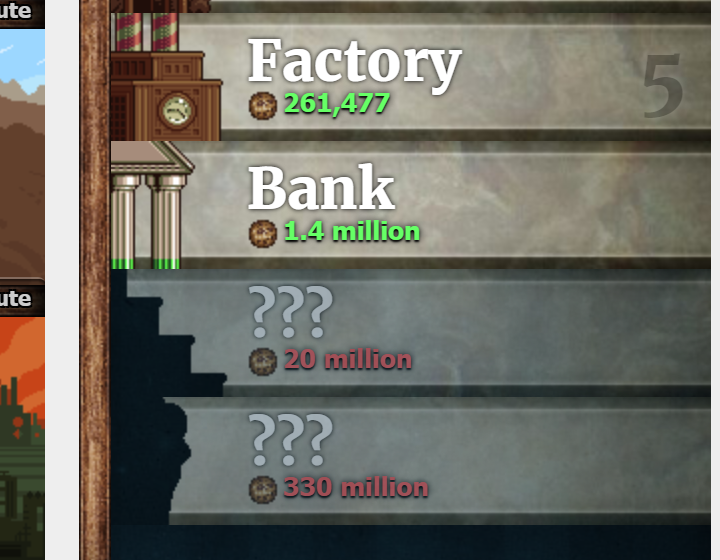 ute
Factory
261,477
5
Bank
1.4 million
ute
???
20 million
???
330 million